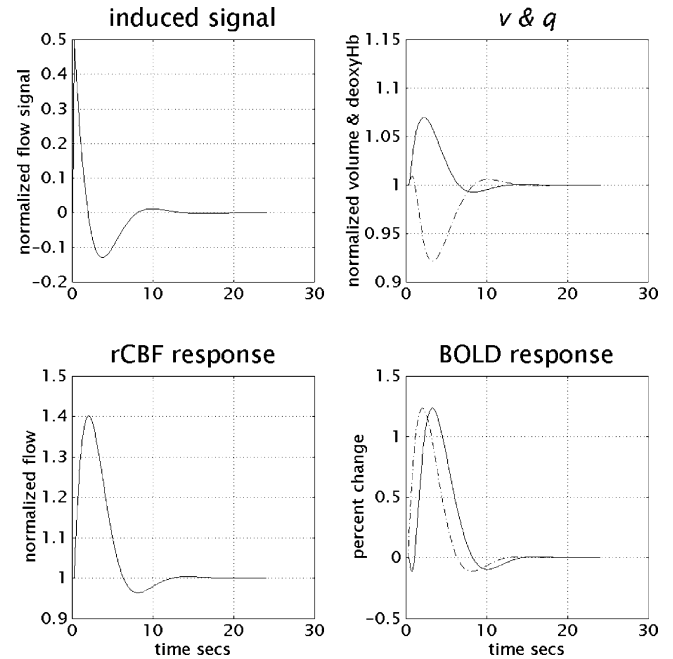 induced signal
normalized flow signal
0.5
0.4
0.3
0.2
0.1
0
-0.1
-0.2
0 10 20 30
v & q
normalized volume & deoxyHb
1.15
1.1
1.05
1
0.95
0.9
0 10 20 30
rCBF response
normalized flow
1.5
1.4
1.3
1.2
1.1
1
0.9
0 10 20 30
time secs
BOLD response
percent change
1.5
1
0.5
0
-0.5
0 10 20 30
time secs